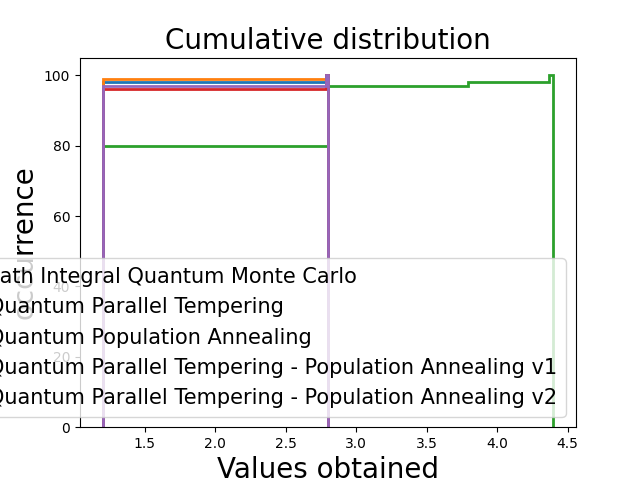 Cumulative distribution
100
80
60
40
20
0
occurrence
ath Integral Quantum Monte Carlo
Quantum Parallel Tempering
Quantum Population Annealing
Quantum Parallel Tempering - Population Annealing v1
Quantum Parallel Tempering - Population Annealing v2
1.5 2.0 2.5 3.0 3.5 4.0 4.5
Values obtained